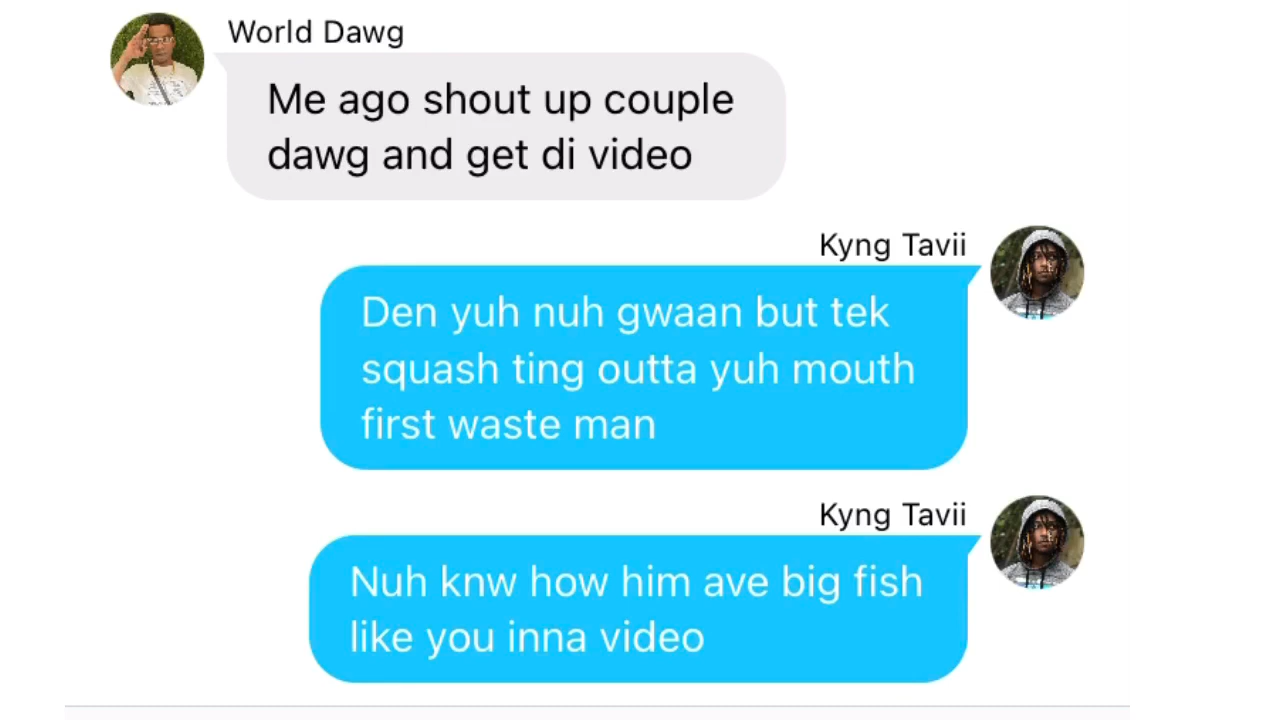 World Dawg
Me ago shout up couple
dawg and get di video
Kyng Tavii
Den yuh nuh gwaan but tek
squash ting outta yuh mouth
first waste man
Kyng Tavii
Nuh knw how him ave big fish
like you inna video